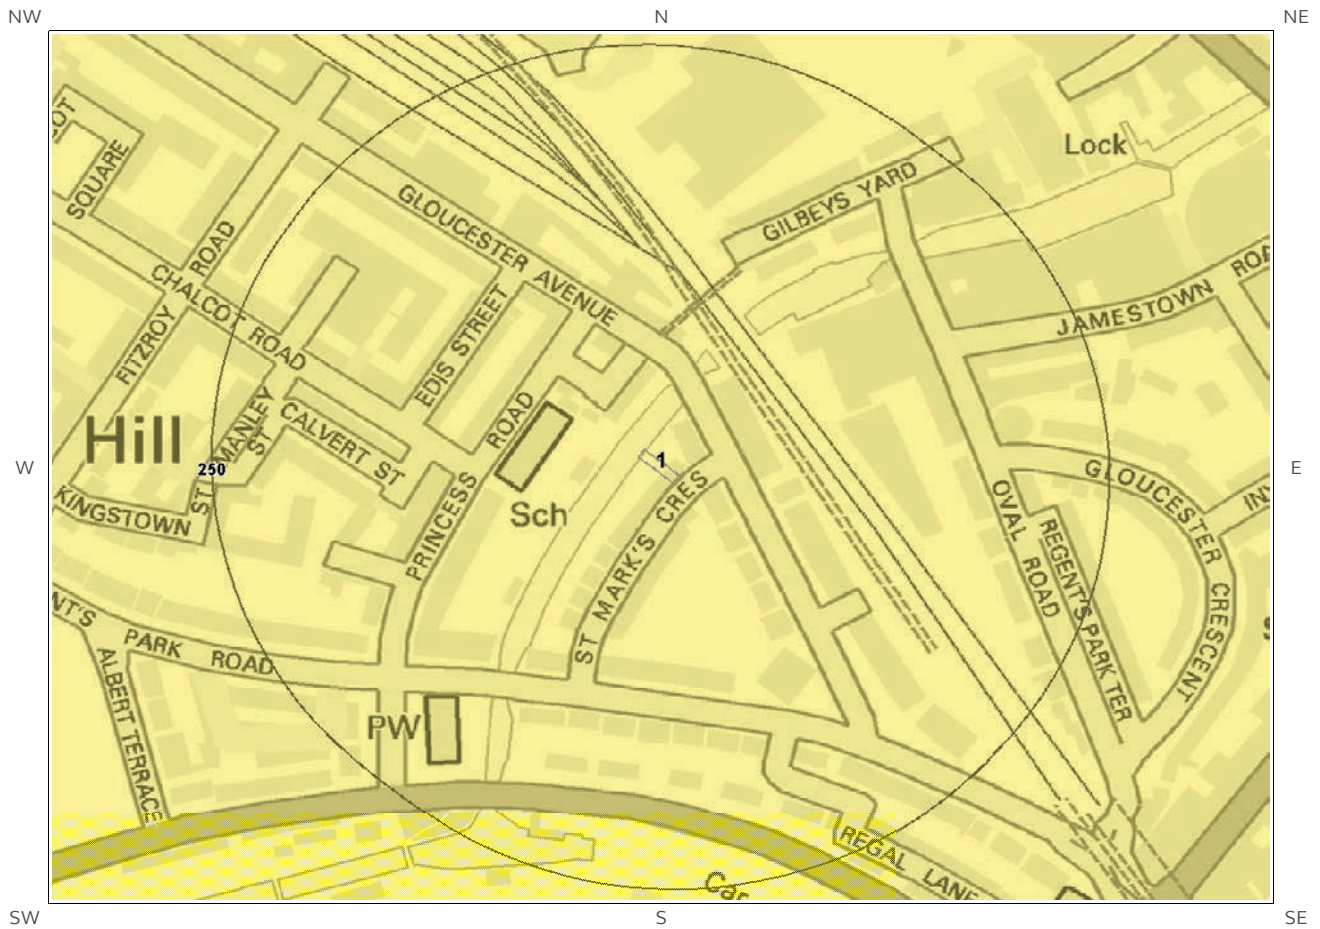 NW
N
NE
Lock
SQUARE
GILBEYS YARD
GLOUCESTER AVENUE
FITZROY ROAD
CHALCOT ROAD
JAMESTOWN
EDIS STREET
Hill
MANLEY
ST
CALVERT ST
PRINCESS ROAD
W
250
1
E
GLOUCESTER CRESCENT
KINGSTOWN
ST
Sch
ST MARK'S CRES
OVAL ROAD
REGENT'S PARK TER
NT'S PARK ROAD
ALBERT TERRACE
PW
REGAL LANE
Car
SW
S
SE